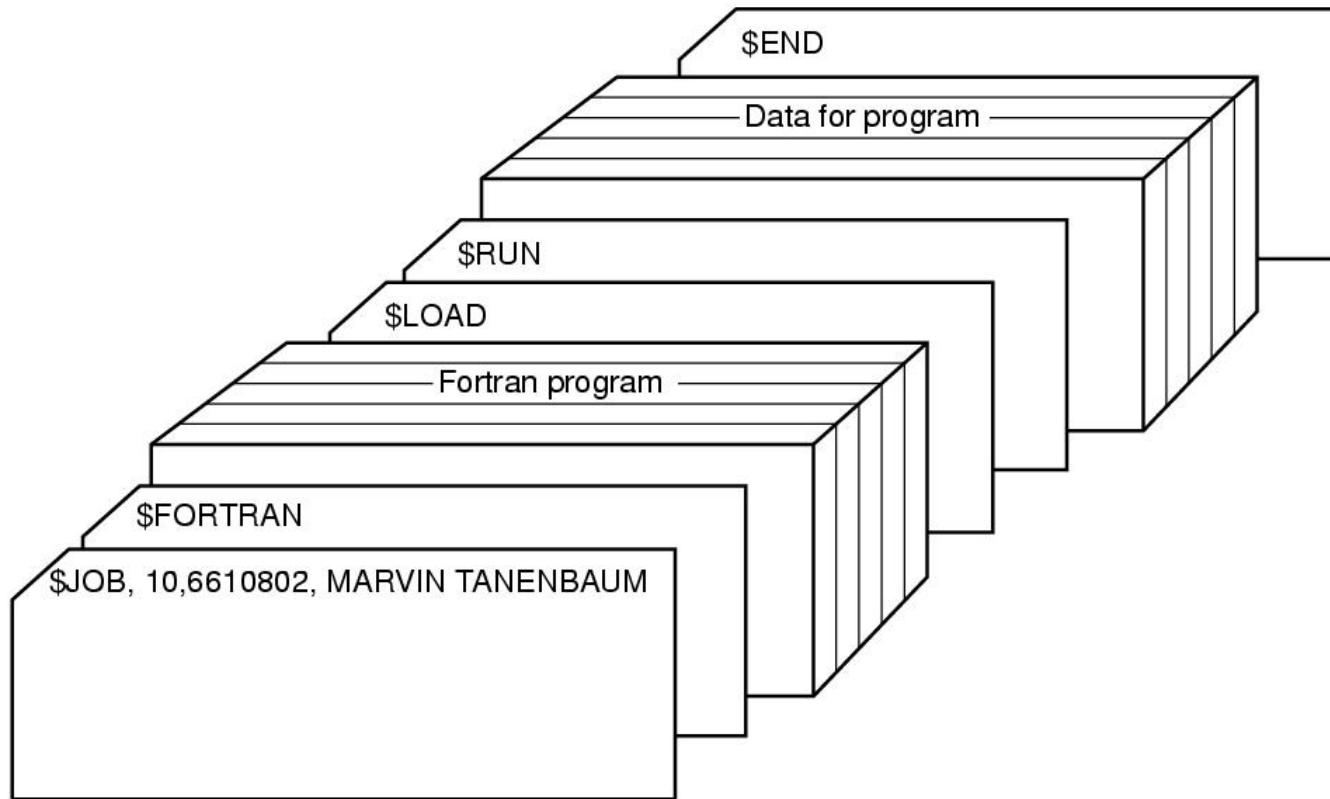 $END
Data for program
$RUN
$LOAD
Fortran program
$FORTRAN
$JOB, 10,6610802, MARVIN TANENBAUM